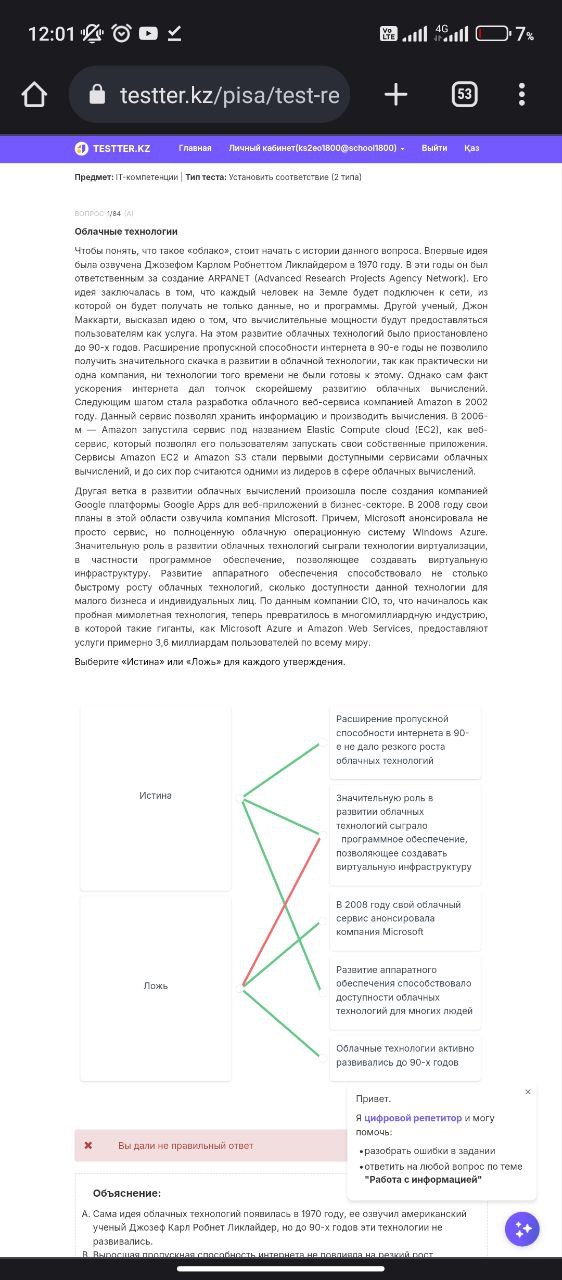 12:01
Vo LTE
4G
7%
testter.kz/pisa/test-re
53
TESTTER.KZ
Главная
Личный кабинет(ks2eo1800@school1800)
Выйти
Қаз
Предмет: IT-компетенции | Тип теста: Установить соответствие (2 типа)
ВОПРОС 1/84 [A]
Облачные технологии
Чтобы понять, что такое «облако», стоит начать с истории данного вопроса. Впервые идея
была озвучена Джозефом Карлом Робнеттом Ликлайдером в 1970 году. В эти годы он был
ответственным за создание ARPANET (Advanced Research Projects Agency Network). Его
идея заключалась в том, что каждый человек на Земле будет подключен к сети, из
которой он будет получать не только данные, но и программы. Другой ученый, Джон
Маккарти, высказал идею о том, что вычислительные мощности будут предоставляться
пользователям как услуга. На этом развитие облачных технологий было приостановлено
до 90-х годов. Расширение пропускной способности интернета в 90-е годы не позволило
получить значительного скачка в развитии в облачной технологии, так как практически ни
одна компания, ни технологии того времени не были готовы к этому. Однако сам факт
ускорения интернета дал толчок скорейшему развитию облачных вычислений.
Следующим шагом стала разработка облачного веб-сервиса компанией Amazon в 2002
году. Данный сервис позволял хранить информацию и производить вычисления. В 2006-
м — Amazon запустила сервис под названием Elastic Compute cloud (EC2), как веб-
сервис, который позволял его пользователям запускать свои собственные приложения.
Сервисы Amazon EC2 и Amazon S3 стали первыми доступными сервисами облачных
вычислений, и до сих пор считаются одними из лидеров в сфере облачных вычислений.
Другая ветка в развитии облачных вычислений произошла после создания компанией
Google платформы Google Apps для веб-приложений в бизнес-секторе. В 2008 году свои
планы в этой области озвучила компания Microsoft. Причем, Microsoft анонсировала не
просто сервис, но полноценную облачную операционную систему Windows Azure.
Значительную роль в развитии облачных технологий сыграли технологии виртуализации,
в частности программное обеспечение, позволяющее создавать виртуальную
инфраструктуру. Развитие аппаратного обеспечения способствовало не столько
быстрому росту облачных технологий, сколько доступности данной технологии для
малого бизнеса и индивидуальных лиц. По данным компании CIO, то, что начиналось как
пробная мимолетная технология, теперь превратилось в многомиллиардную индустрию,
в которой такие гиганты, как Microsoft Azure и Amazon Web Services, предоставляют
услуги примерно 3,6 миллиардам пользователей по всему миру.
Выберите «Истина» или «Ложь» для каждого утверждения.
Истина
Ложь
Расширение пропускной
способности интернета в 90-
е не дало резкого роста
облачных технологий
Значительную роль в
развитии облачных
технологий сыграло
программное обеспечение,
позволяющее создавать
виртуальную инфраструктуру
В 2008 году свой облачный
сервис анонсировала
компания Microsoft
Развитие аппаратного
обеспечения способствовало
доступности облачных
технологий для многих людей
Облачные технологии активно
развивались до 90-х годов
Привет.
Я цифровой репетитор и могу
помочь:
•разобрать ошибки в задании
•ответить на любой вопрос по теме
"Работа с информацией"
Вы дали не правильный ответ
Объяснение:
A. Сама идея облачных технологий появилась в 1970 году, ее озвучил американский
ученый Джозеф Карл Робнет Ликлайдер, но до 90-х годов эти технологии не
развивались.
B. Выросшая пропускная способность интернета не повлияла на резкий рост